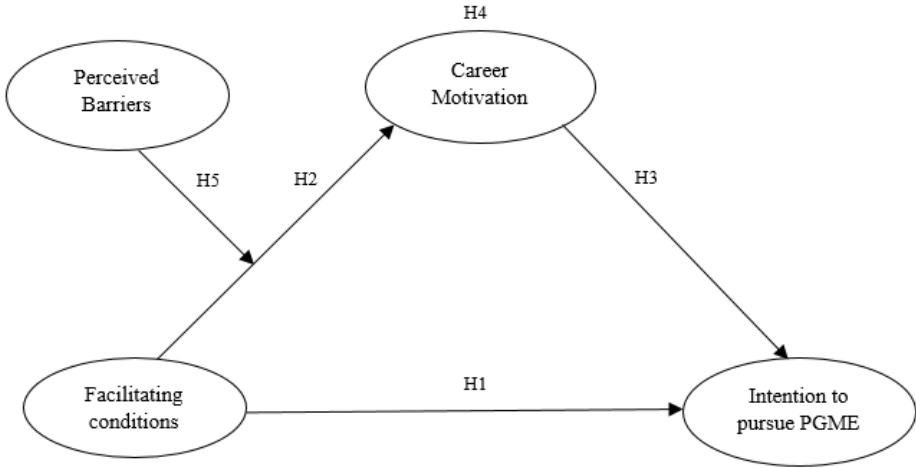 H4
Perceived
Barriers
Career
Motivation
H5
H2
H3
Facilitating
conditions
H1
Intention to
pursue PGME